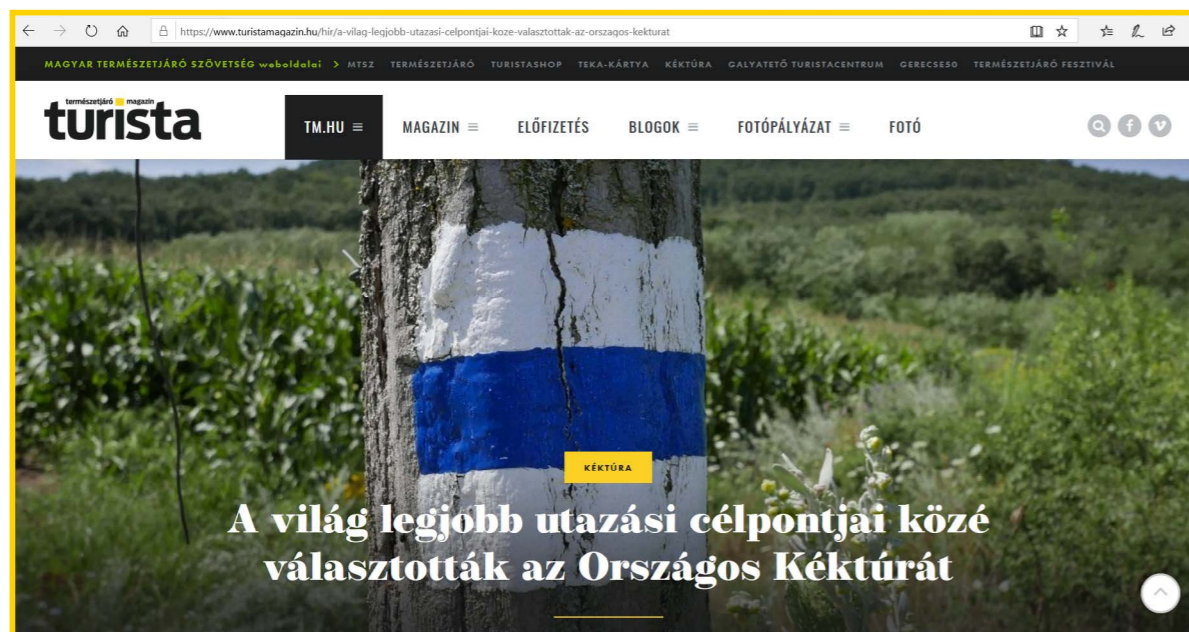 https://www.turistamagazin.hu/hir/a-vilag-legjobb-utazasi-celpontjai-koze-valasztottak-az-orszagos-kekturat
MAGYAR TERMÉSZETJÁRÓ SZÖVETSÉG weboldalai > MTSZ TERMÉSZETJÁRÓ TURISTASHOP TEKA-KÁRTYA KÉKTÚRA GALYATETŐ TURISTACENTRUM GERECSE50 TERMÉSZETJÁRÓ FESZTIVÁL
természetjáró magazin
turista
TM.HU MAGAZIN ELŐFIZETÉS BLOGOK FOTÓPÁLYÁZAT FOTÓ
KÉKTÚRA
A világ legjobb utazási célpontjai közé
választották az Országos Kéktúrát